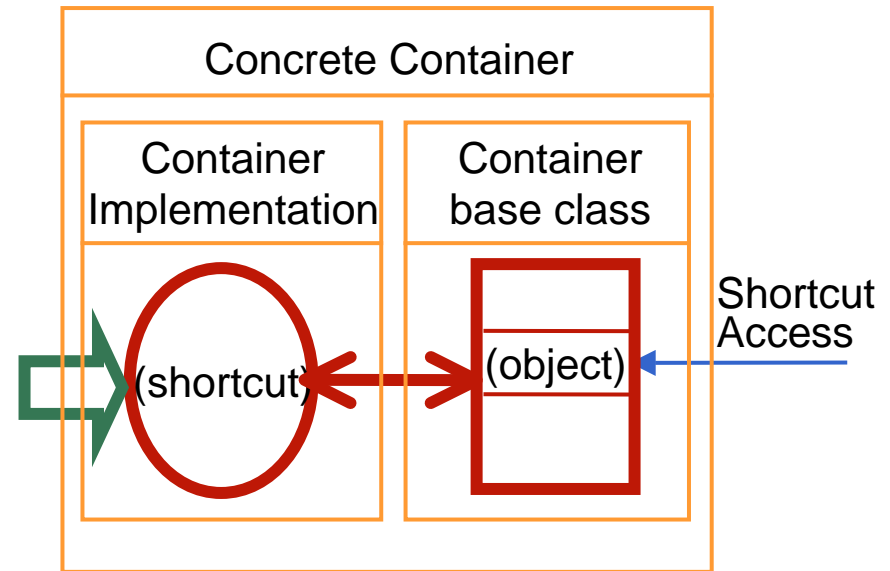 Concrete Container
Container
Implementation
Container
base class
(shortcut)
(object)
Shortcut
Access